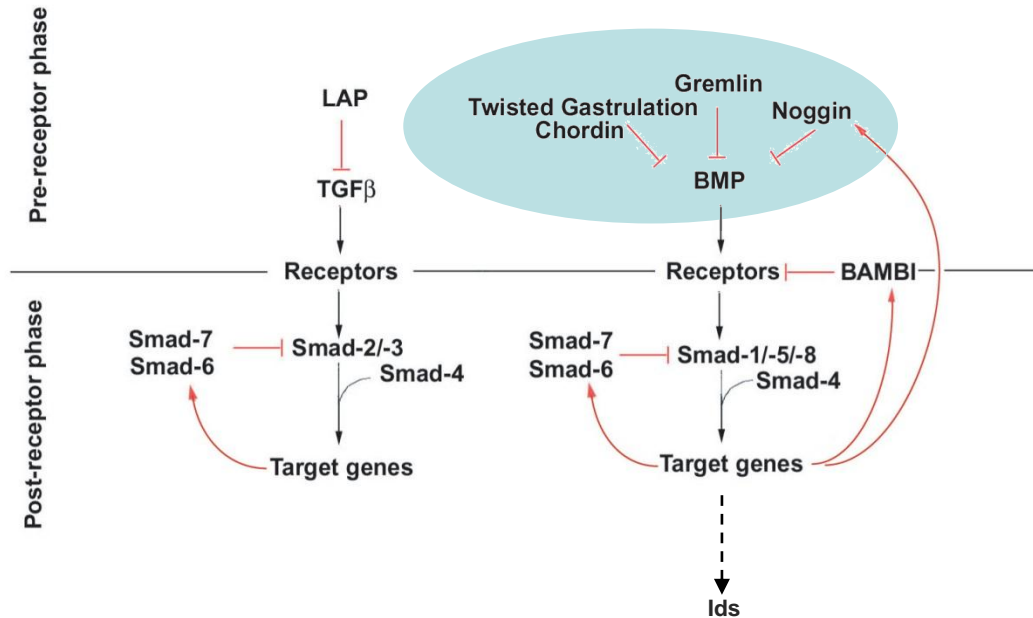 Pre-receptor phase
LAP
TGFβ
Gremlin
Twisted Gastrulation
Chordin
Noggin
BMP
Receptors
Receptors
BAMBI
Post-receptor phase
Smad-7
Smad-6
Smad-2/-3
Smad-4
Target genes
Smad-7
Smad-6
Smad-1/-5/-8
Smad-4
Target genes
Ids